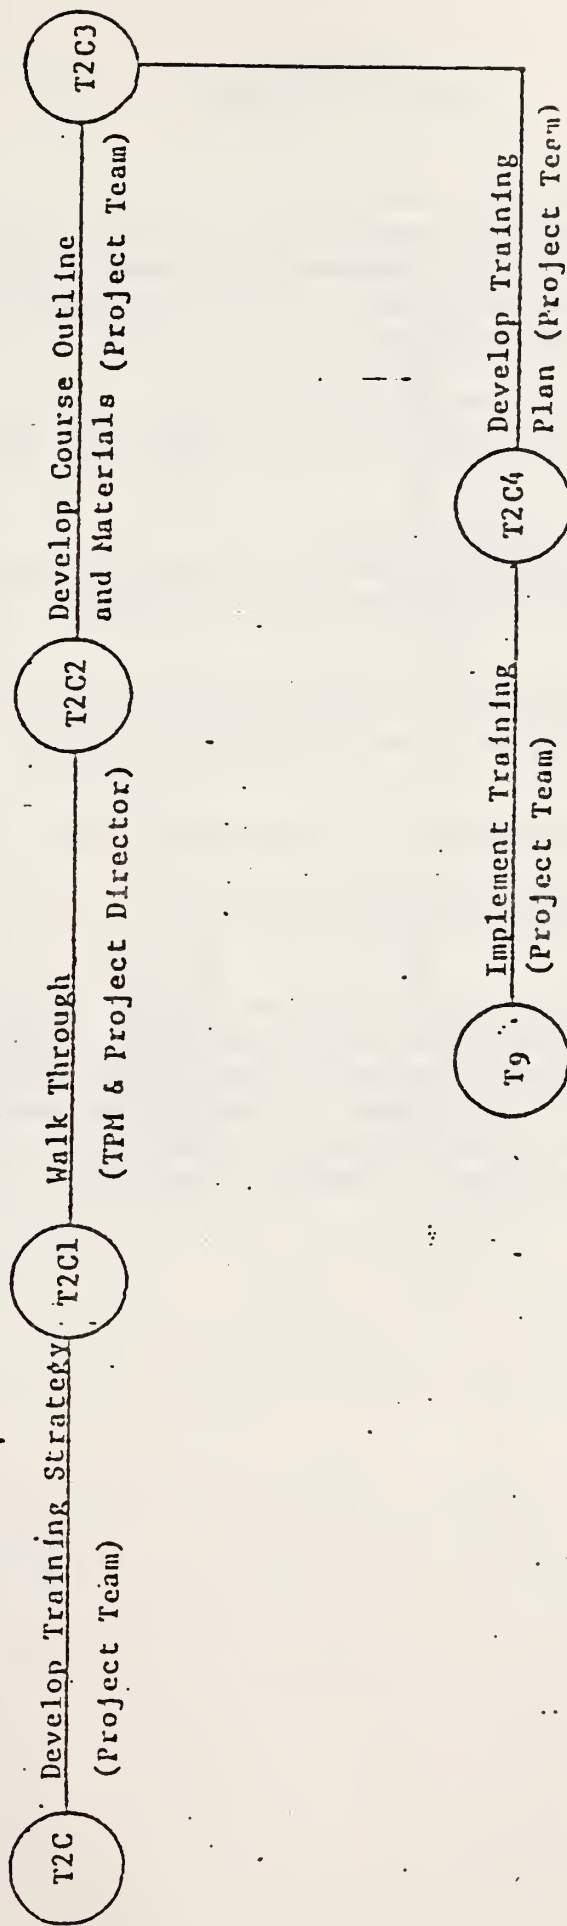 T2C
Develop Training Strategy
(Project Team)
T2C1
Walk Through
(TPM & Project Director)
T2C2
Develop Course Outline
and Materials (Project Team)
T2C3
Develop Training
Plan (Project Team)
T2C4
Implement Training
(Project Team)
T9